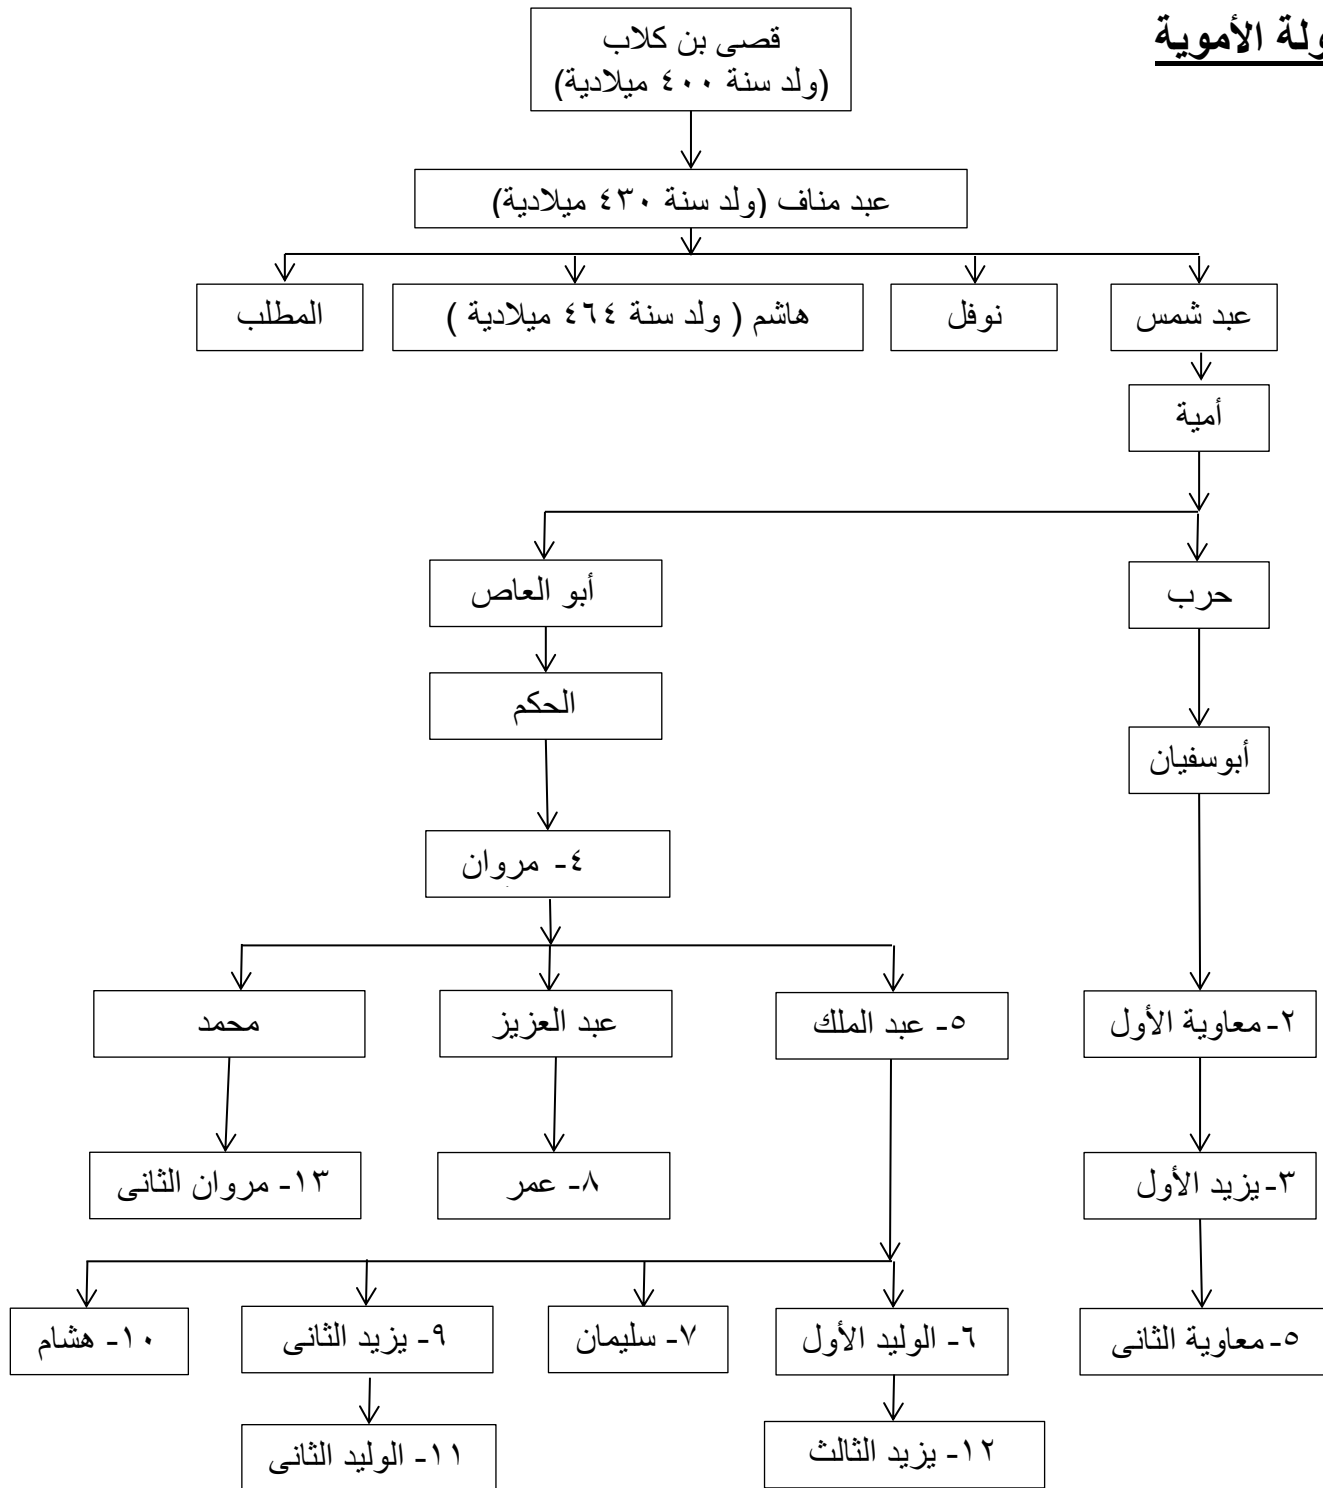 ولة الأموية
قصى بن كلاب
(ولد سنة ٤٠٠ ميلادية)
عبد مناف (ولد سنة ٤٣٠ ميلادية)
عبد شمس
نوفل
هاشم ( ولد سنة ٤٦٤ ميلادية )
المطلب
أمية
حرب
أبو العاص
الحكم
أبوسفيان
٤- مروان
٢- معاوية الأول
٥- عبد الملك
عبد العزيز
محمد
٣- يزيد الأول
٨- عمر
١٣- مروان الثانى
٥- معاوية الثانى
٦- الوليد الأول
٧- سليمان
٩- يزيد الثانى
١٠- هشام
١٢- يزيد الثالث
١١- الوليد الثانى